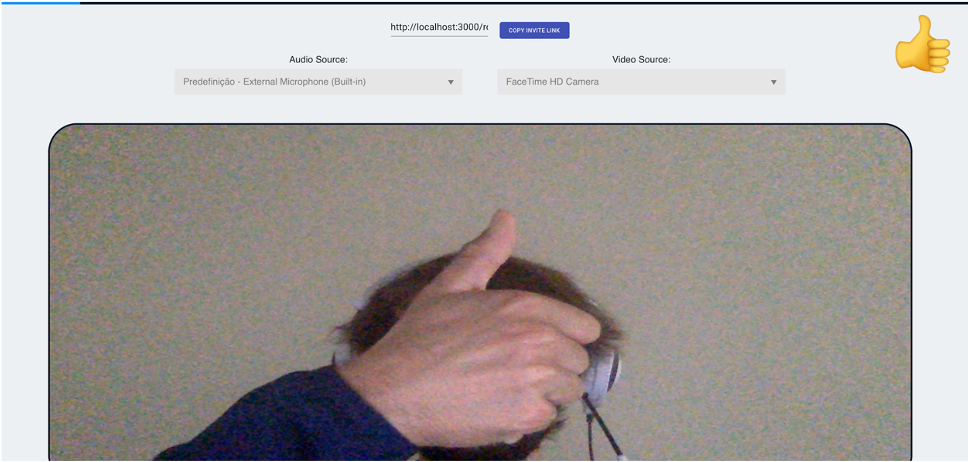 http://localhost:3000/r
COPY INVITE LINK
Audio Source:
Video Source:
Predefinição - External Microphone (Built-in)
FaceTime HD Camera